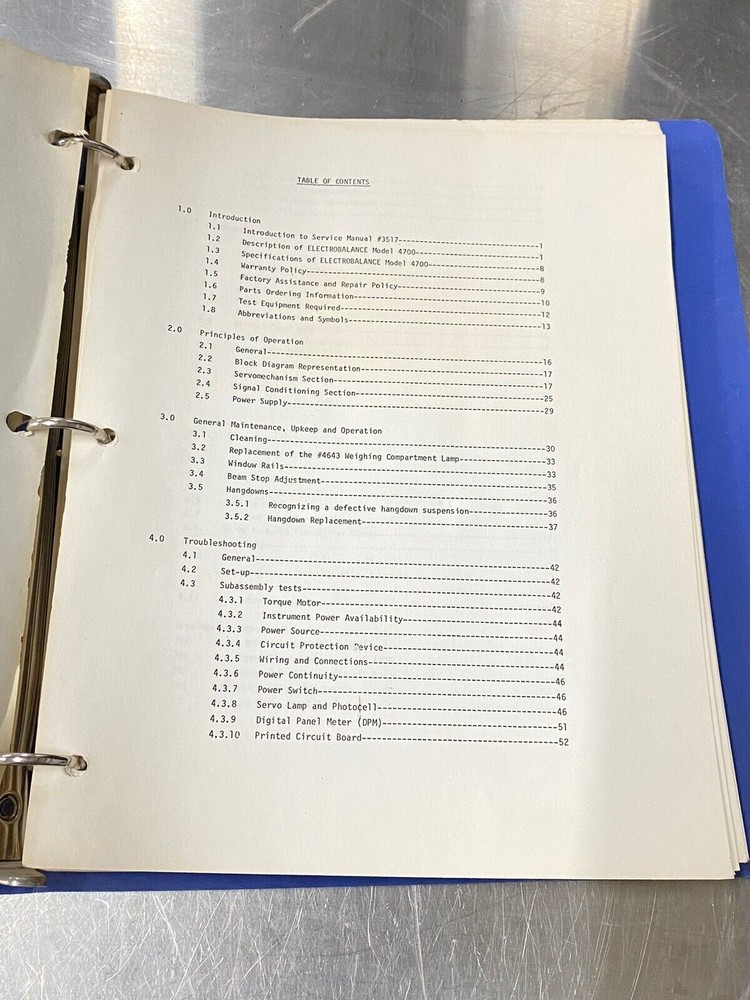 TABLE OF CONTENTS
1.0 Introduction
1.1 Introduction to Service Manual #3517--------------------------------1
1.2 Description of ELECTROBALANCE Model 4700----------------------------1
1.3 Specifications of ELECTROBALANCE Model 4700-------------------------8
1.4 Warranty Policy-----------------------------------------------------8
1.5 Factory Assistance and Repair Policy--------------------------------9
1.6 Parts Ordering Information------------------------------------------10
1.7 Test Equipment Required---------------------------------------------12
1.8 Abbreviations and Symbols-------------------------------------------13
2.0 Principles of Operation
2.1 General-------------------------------------------------------------16
2.2 Block Diagram Representation----------------------------------------17
2.3 Servomechanism Section----------------------------------------------17
2.4 Signal Conditioning Section-----------------------------------------25
2.5 Power Supply--------------------------------------------------------29
3.0 General Maintenance, Upkeep and Operation
3.1 Cleaning------------------------------------------------------------30
3.2 Replacement of the #4643 Weighing Compartment Lamp------------------33
3.3 Window Rails--------------------------------------------------------33
3.4 Beam Stop Adjustment------------------------------------------------35
3.5 Hangdowns-----------------------------------------------------------36
3.5.1 Recognizing a defective hangdown suspension-----------------36
3.5.2 Hangdown Replacement----------------------------------------37
4.0 Troubleshooting
4.1 General-------------------------------------------------------------42
4.2 Set-up--------------------------------------------------------------42
4.3 Subassembly tests---------------------------------------------------42
4.3.1 Torque Motor------------------------------------------------42
4.3.2 Instrument Power Availability-------------------------------44
4.3.3 Power Source------------------------------------------------44
4.3.4 Circuit Protection Device-----------------------------------44
4.3.5 Wiring and Connections--------------------------------------44
4.3.6 Power Continuity--------------------------------------------46
4.3.7 Power Switch------------------------------------------------46
4.3.8 Servo Lamp and Photocell------------------------------------46
4.3.9 Digital Panel Meter (DPM)-----------------------------------51
4.3.10 Printed Circuit Board--------------------------------------52